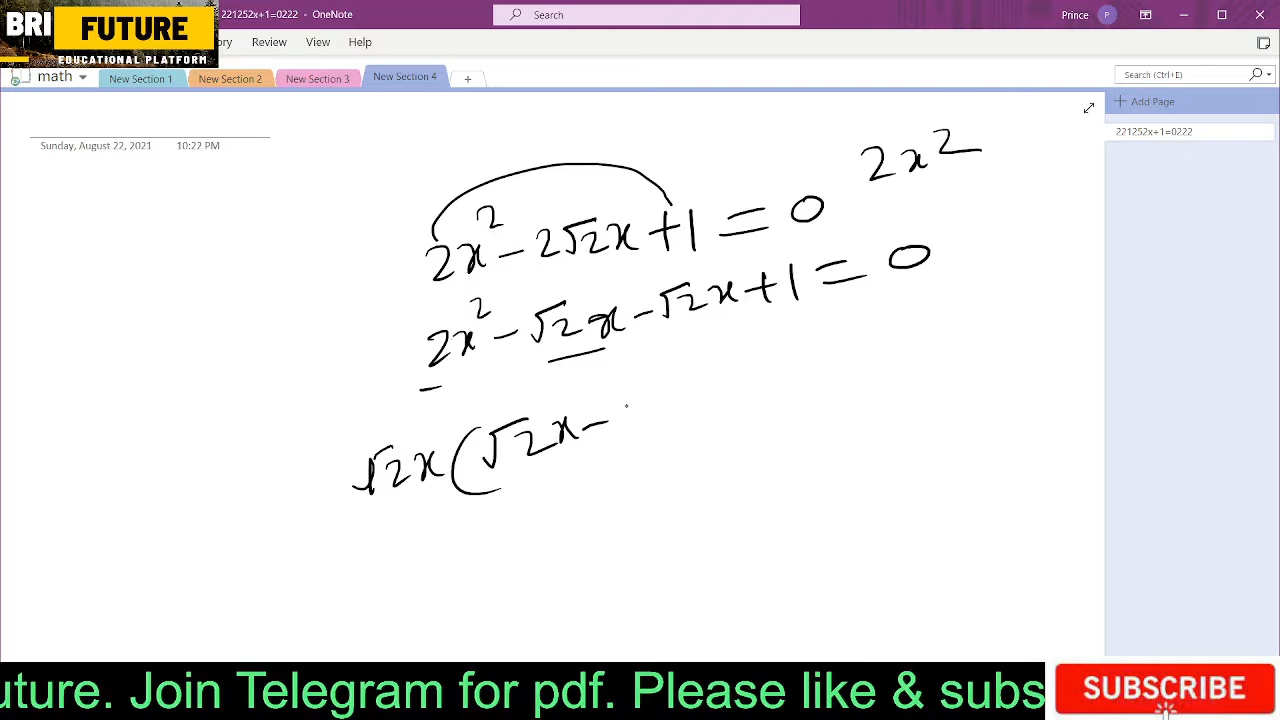 BRI FUTURE
EDUCATIONAL PLATFORM
221252x+1=0222 - OneNote
Search
Prince
P
Review View Help
math
New Section 1
New Section 2
New Section 3
New Section 4
+
Search (Ctrl+E)
Add Page
221252x+1=0222
Sunday, August 22, 2021 10:22 PM
2x²
2x² - 2√2x + 1 = 0
2x² - √2x - √2x + 1 = 0
√2x(√2x -
uture. Join Telegram for pdf. Please like & subs
SUBSCRIBE